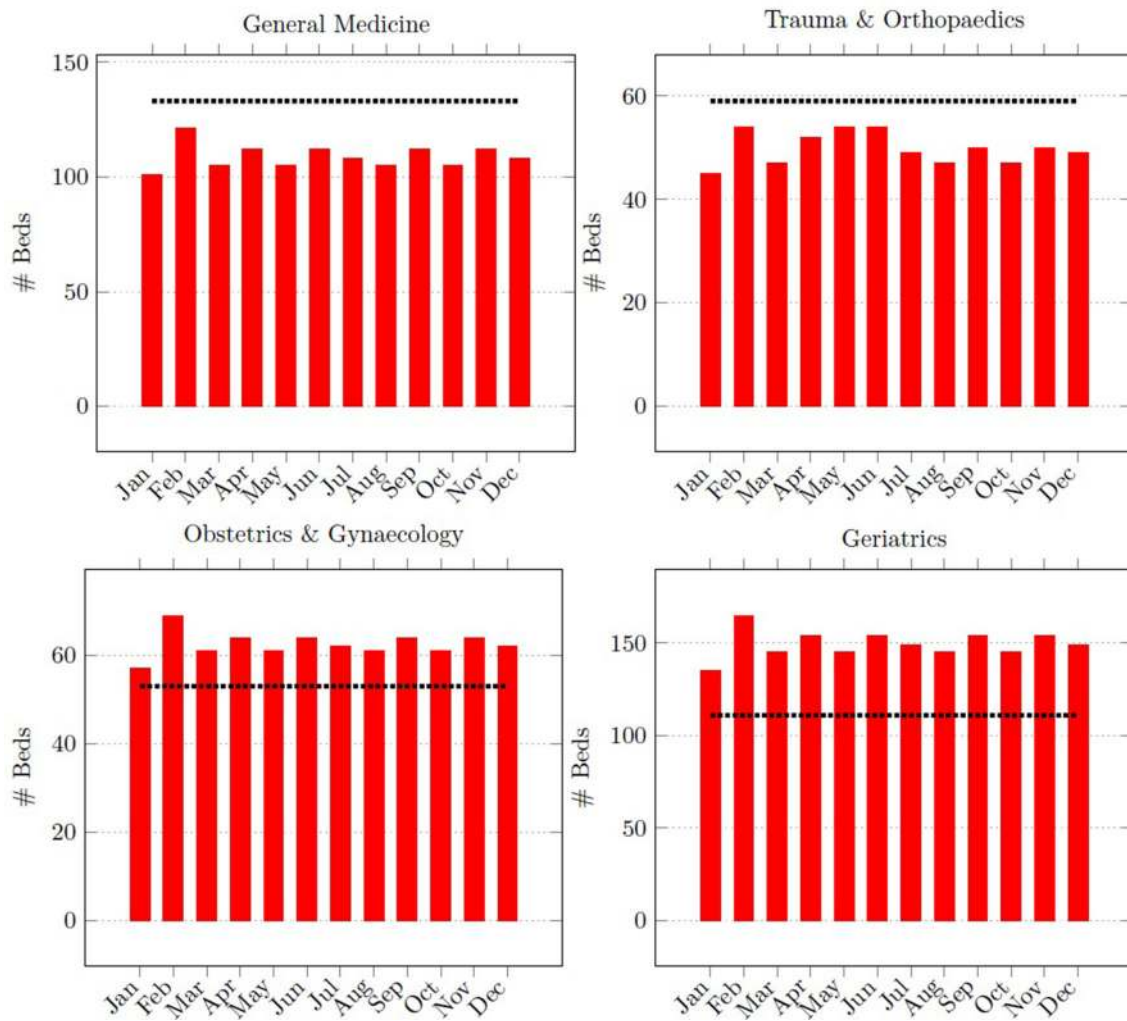 General Medicine
# Beds
150
100
50
0
Jan Feb Mar Apr May Jun Jul Aug Sep Oct Nov Dec
Trauma & Orthopaedics
# Beds
60
40
20
0
Jan Feb Mar Apr May Jun Jul Aug Sep Oct Nov Dec
Obstetrics & Gynaecology
# Beds
60
40
20
0
Jan Feb Mar Apr May Jun Jul Aug Sep Oct Nov Dec
Geriatrics
# Beds
150
100
50
0
Jan Feb Mar Apr May Jun Jul Aug Sep Oct Nov Dec